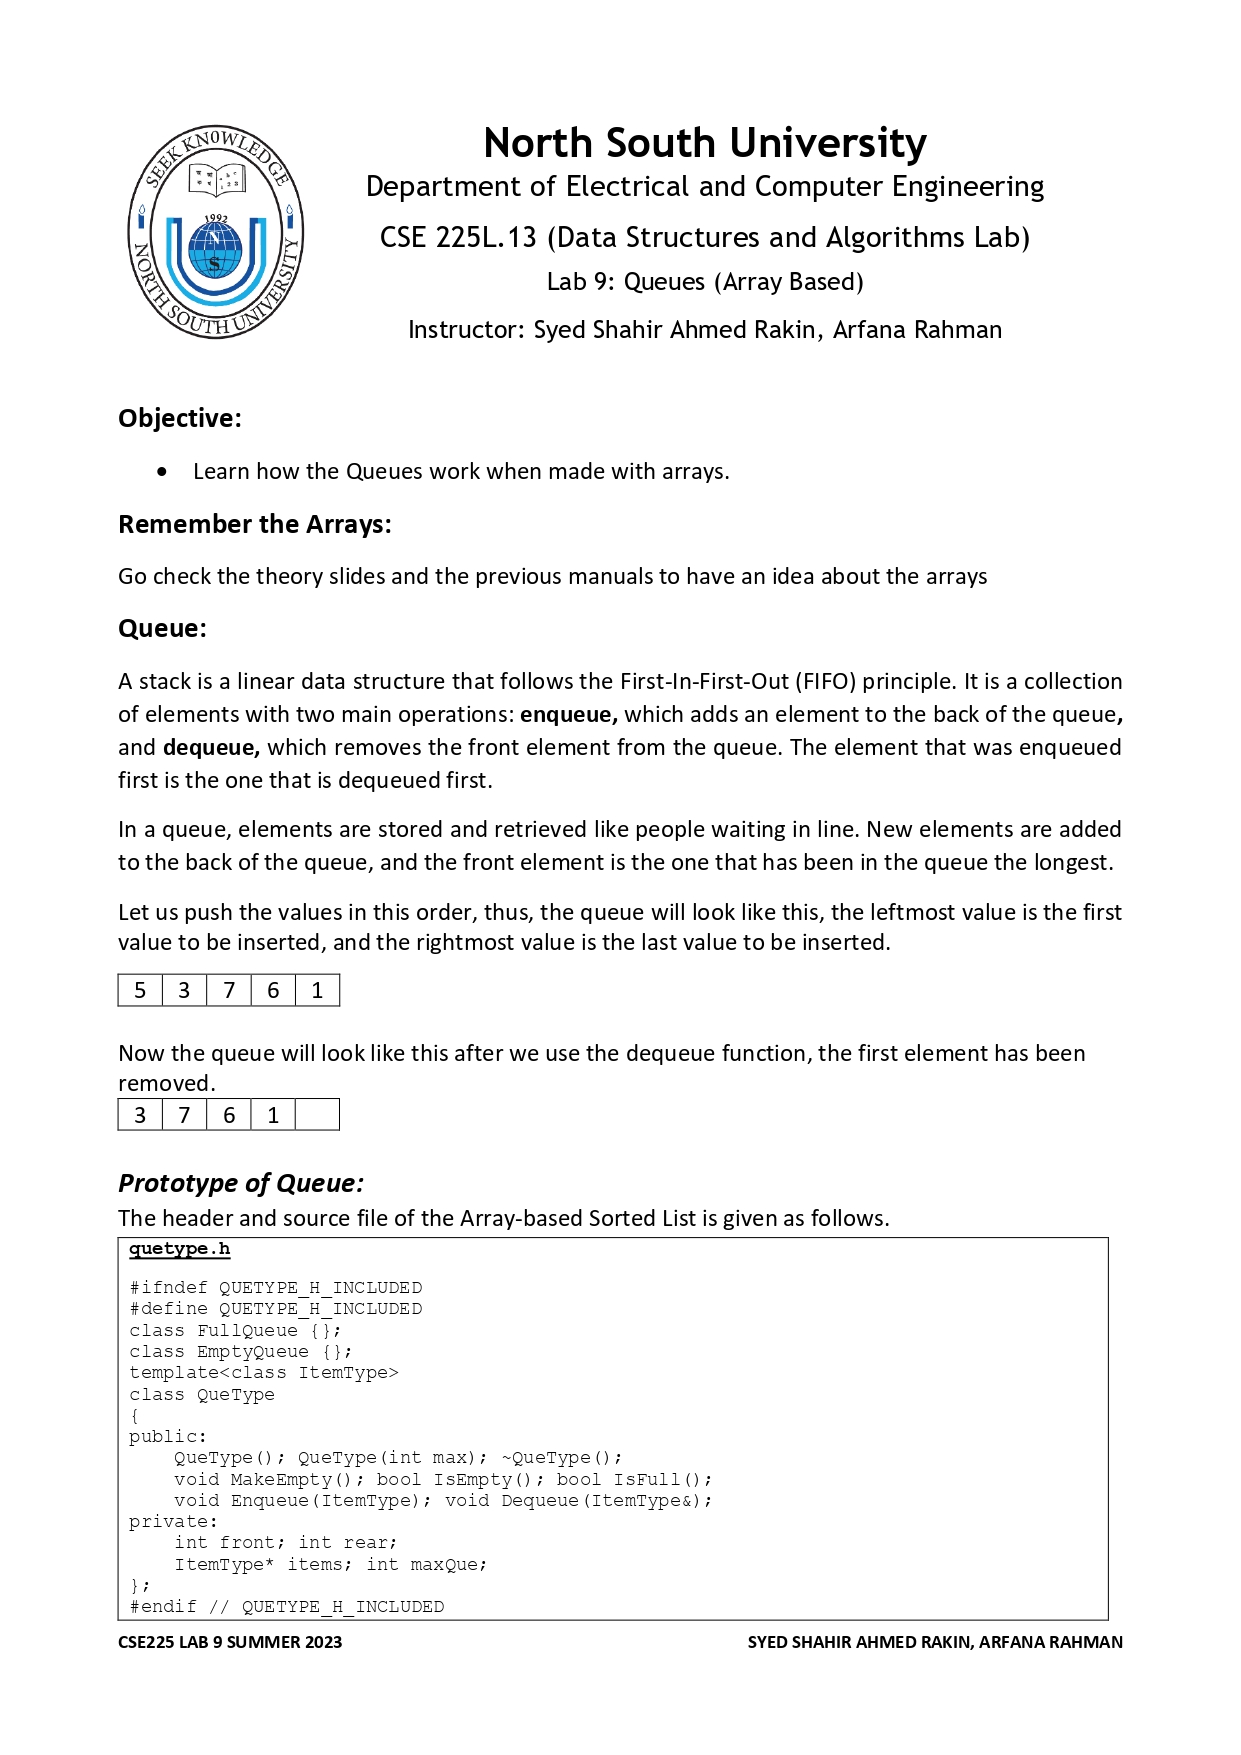 SEEK KNOWLEDGE
1992
N
S
NORTH SOUTH UNIVERSITY
North South University
Department of Electrical and Computer Engineering
CSE 225L.13 (Data Structures and Algorithms Lab)
Lab 9: Queues (Array Based)
Instructor: Syed Shahir Ahmed Rakin, Arfana Rahman
Objective:
• Learn how the Queues work when made with arrays.
Remember the Arrays:
Go check the theory slides and the previous manuals to have an idea about the arrays
Queue:
A stack is a linear data structure that follows the First-In-First-Out (FIFO) principle. It is a collection
of elements with two main operations: enqueue, which adds an element to the back of the queue,
and dequeue, which removes the front element from the queue. The element that was enqueued
first is the one that is dequeued first.
In a queue, elements are stored and retrieved like people waiting in line. New elements are added
to the back of the queue, and the front element is the one that has been in the queue the longest.
Let us push the values in this order, thus, the queue will look like this, the leftmost value is the first
value to be inserted, and the rightmost value is the last value to be inserted.
5 3 7 6 1
Now the queue will look like this after we use the dequeue function, the first element has been
removed.
3 7 6 1
Prototype of Queue:
The header and source file of the Array-based Sorted List is given as follows.
quetype.h
#ifndef QUETYPE_H_INCLUDED
#define QUETYPE_H_INCLUDED
class FullQueue {};
class EmptyQueue {};
template<class ItemType>
class QueType
{
public:
    QueType(); QueType(int max); ~QueType();
    void MakeEmpty(); bool IsEmpty(); bool IsFull();
    void Enqueue(ItemType); void Dequeue(ItemType&);
private:
    int front; int rear;
    ItemType* items; int maxQue;
};
#endif // QUETYPE_H_INCLUDED
CSE225 LAB 9 SUMMER 2023 SYED SHAHIR AHMED RAKIN, ARFANA RAHMAN